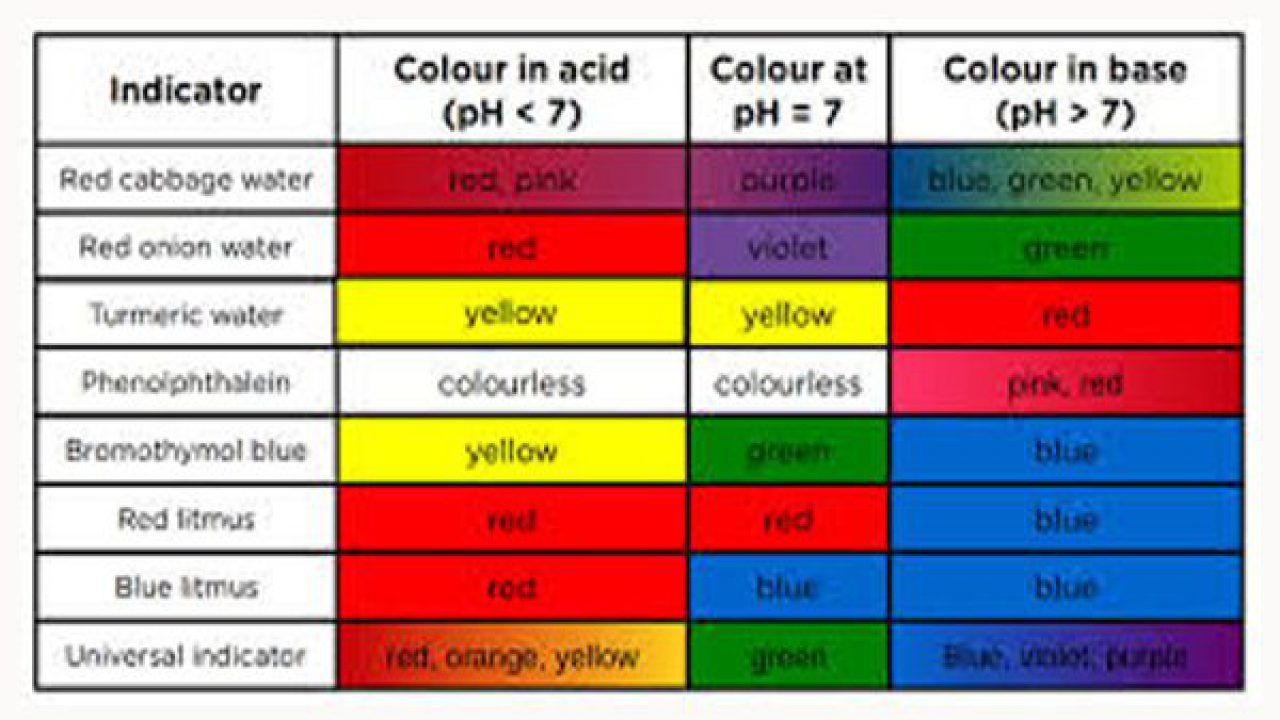 Indicator
Colour in acid
(pH < 7)
Colour at
pH = 7
Colour in base
(pH > 7)
Red cabbage water
red, pink
purple
blue, green, yellow
Red onion water
red
violet
green
Turmeric water
yellow
yellow
red
Phenolphthalein
colourless
colourless
pink, red
Bromothymol blue
yellow
green
blue
Red litmus
red
red
blue
Blue litmus
red
blue
blue
Universal indicator
red, orange, yellow
green
Blue, violet, purple